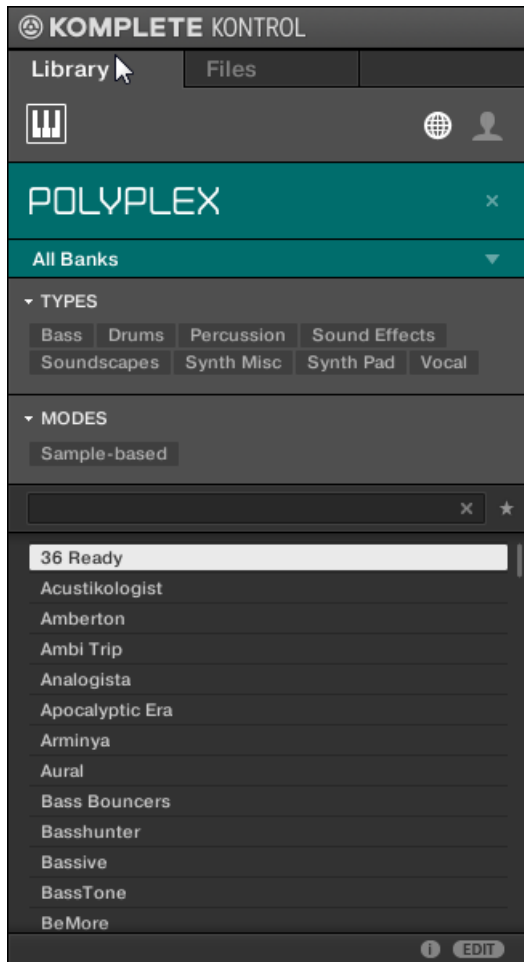 KOMPLETE KONTROL
Library Files
POLYPLEX
All Banks
TYPES
Bass Drums Percussion Sound Effects
Soundscapes Synth Misc Synth Pad Vocal
MODES
Sample-based
36 Ready
Acustikologist
Amberton
Ambi Trip
Analogista
Apocalyptic Era
Arminya
Aural
Bass Bouncers
Basshunter
Bassive
BassTone
BeMore
i EDIT